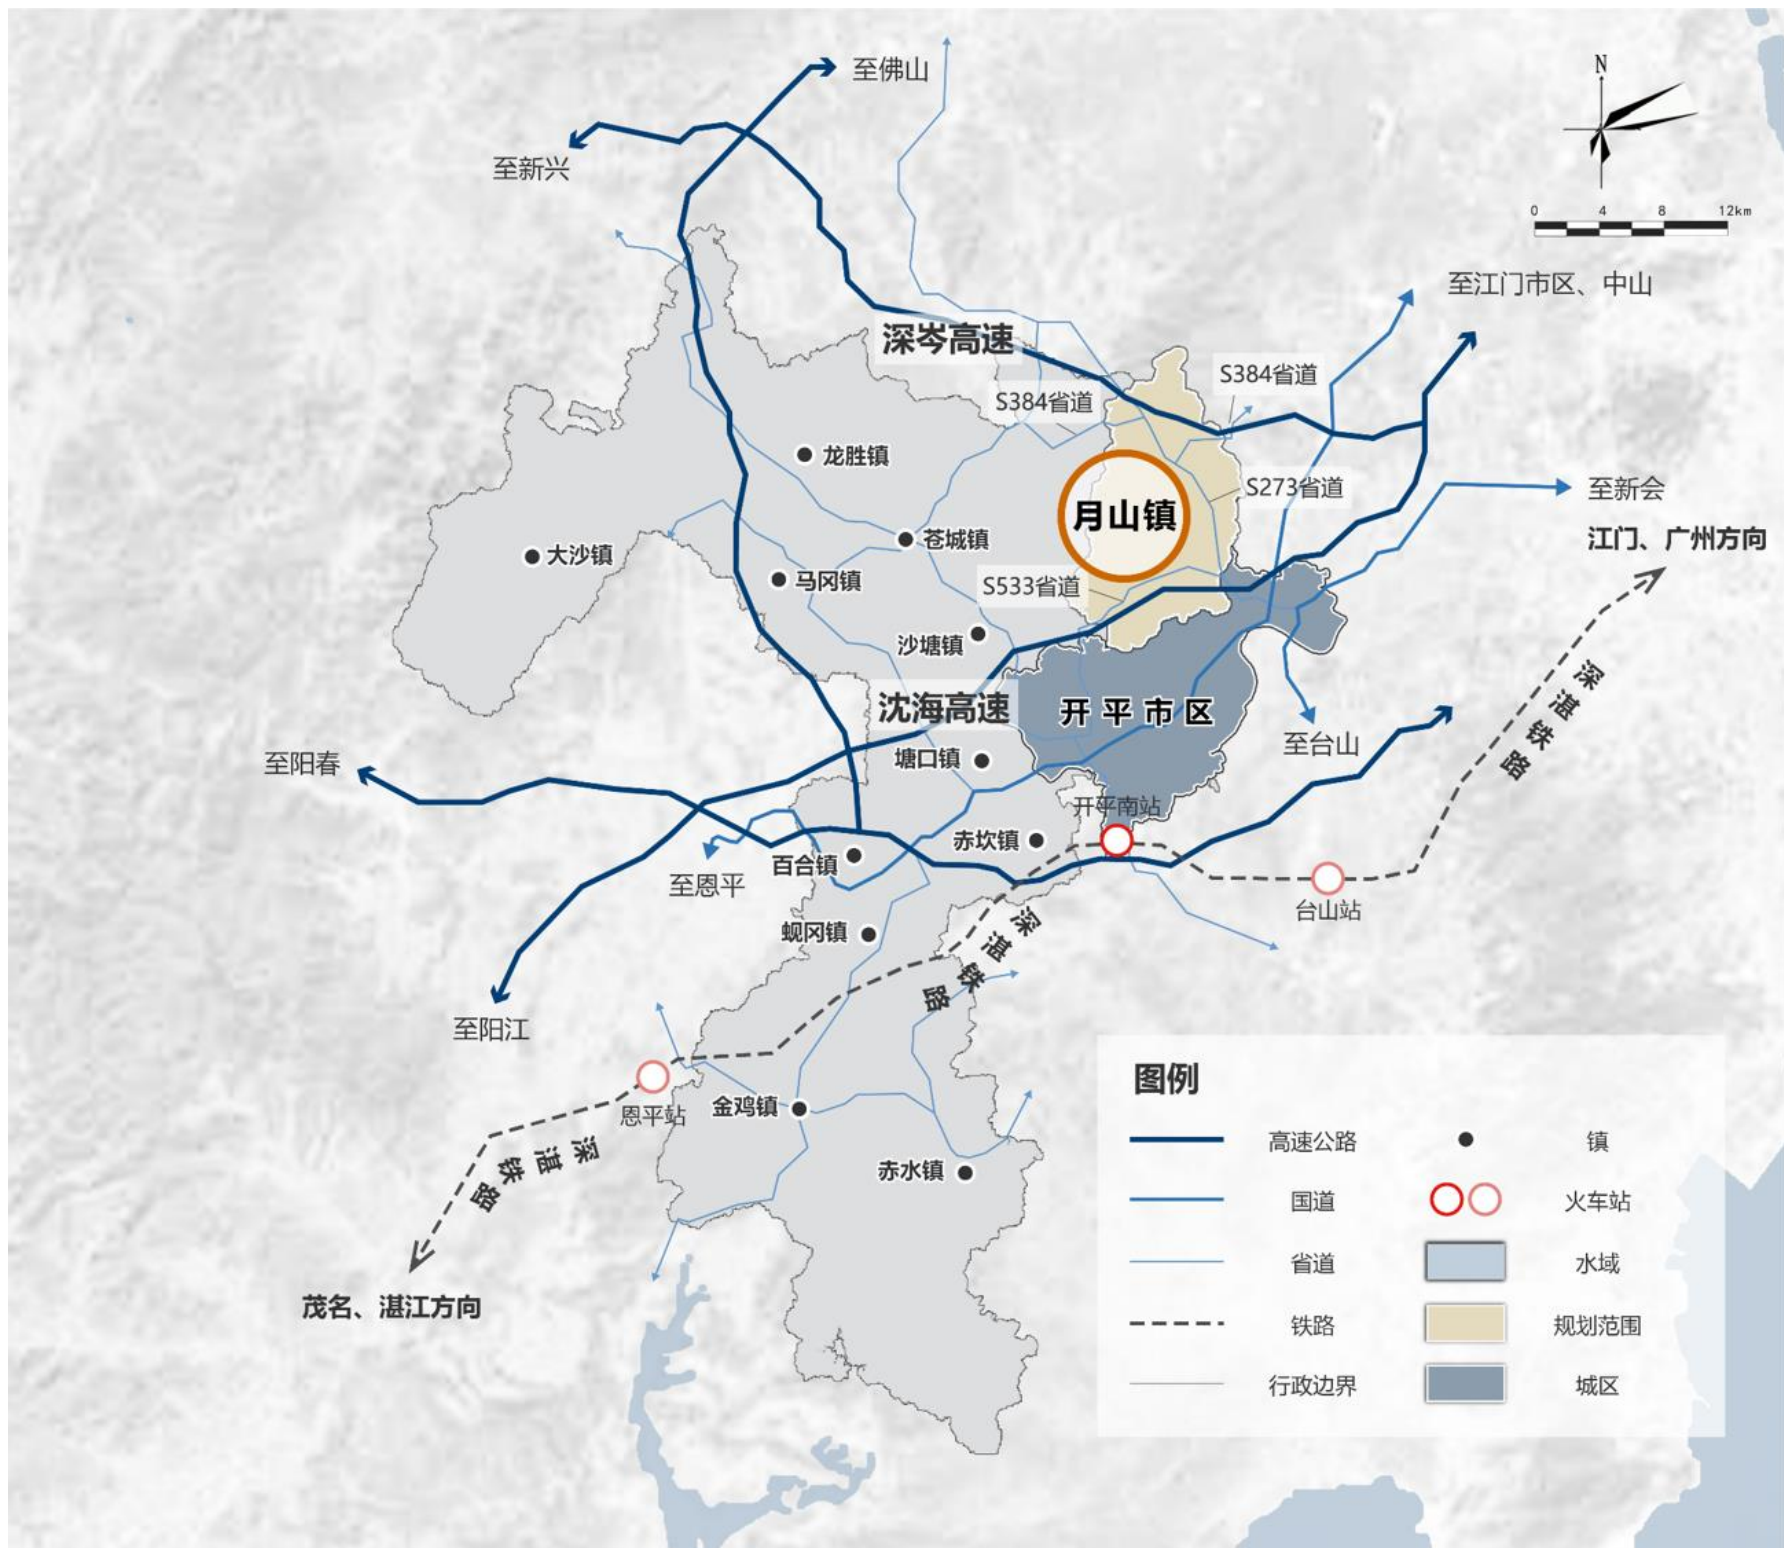 至佛山
N
至新兴
0 4 8 12km
至江门市区、中山
深岑高速
S384省道
S384省道
龙胜镇
S273省道
至新会
月山镇
苍城镇
江门、广州方向
大沙镇
马冈镇
S533省道
沙塘镇
深湛铁路
沈海高速
开平市区
至台山
塘口镇
至阳春
开平南站
赤坎镇
百合镇
至恩平
台山站
蚬冈镇
深湛铁路
至阳江
图例
金鸡镇
恩平站
高速公路
镇
深湛铁路
赤水镇
国道
火车站
省道
水域
茂名、湛江方向
铁路
规划范围
行政边界
城区